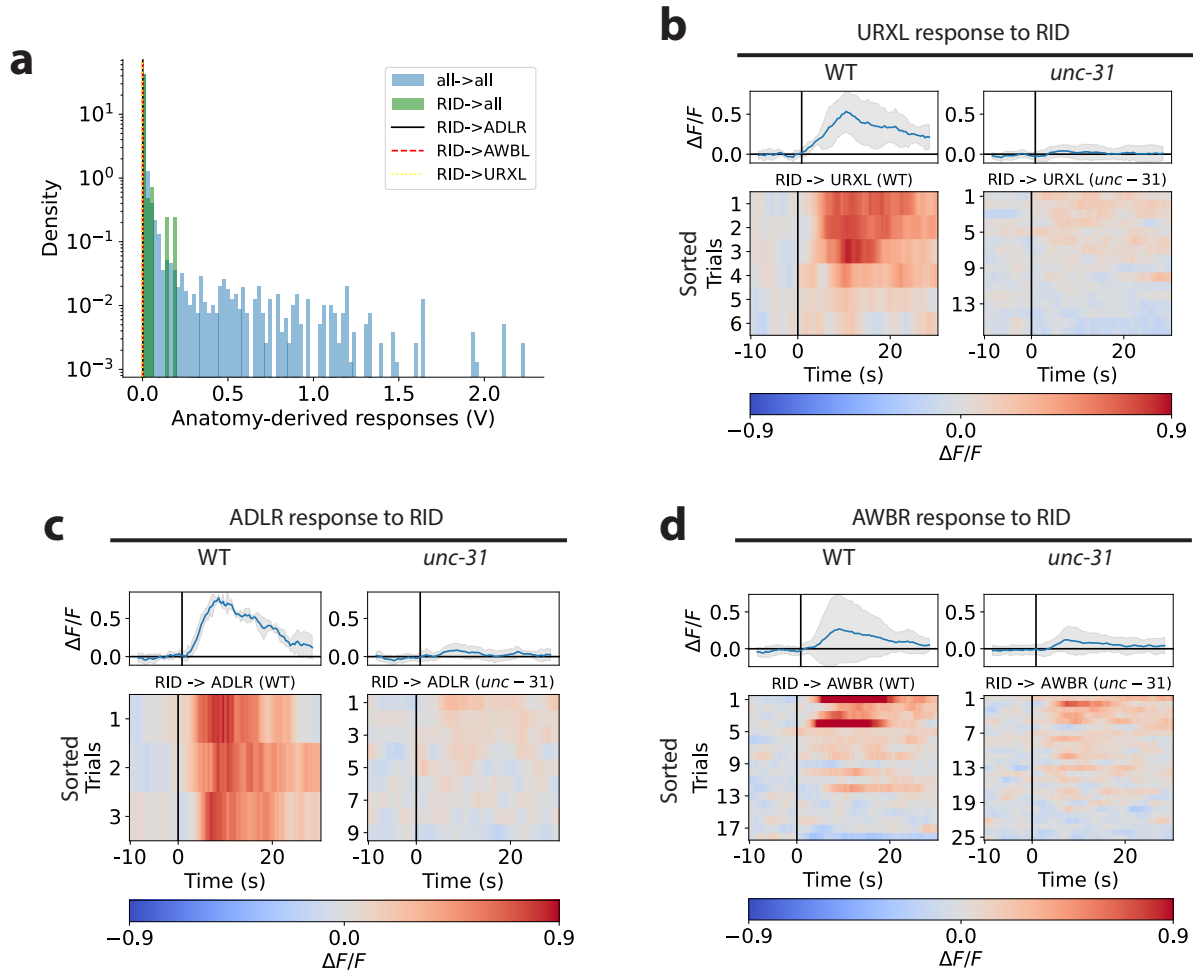 a
Density
10¹
10⁰
10⁻¹
10⁻²
10⁻³
all->all
RID->all
RID->ADLR
RID->AWBL
RID->URXL
0.0 0.5 1.0 1.5 2.0
Anatomy-derived responses (V)
b
URXL response to RID
WT unc-31
ΔF/F
0.5 0.5
0.0 0.0
RID -> URXL (WT) RID -> URXL (unc − 31)
Sorted
Trials
1
2
3
4
5
6
1
5
9
13
-10 0 20 -10 0 20
Time (s) Time (s)
−0.9 0.0 0.9
ΔF/F
c
ADLR response to RID
WT unc-31
ΔF/F
0.5 0.5
0.0 0.0
RID -> ADLR (WT) RID -> ADLR (unc − 31)
Sorted
Trials
1
2
3
1
3
5
7
9
-10 0 20 -10 0 20
Time (s) Time (s)
−0.9 0.0 0.9
ΔF/F
d
AWBR response to RID
WT unc-31
ΔF/F
0.5 0.5
0.0 0.0
RID -> AWBR (WT) RID -> AWBR (unc − 31)
Sorted
Trials
1
5
9
13
17
1
7
13
19
25
-10 0 20 -10 0 20
Time (s) Time (s)
−0.9 0.0 0.9
ΔF/F